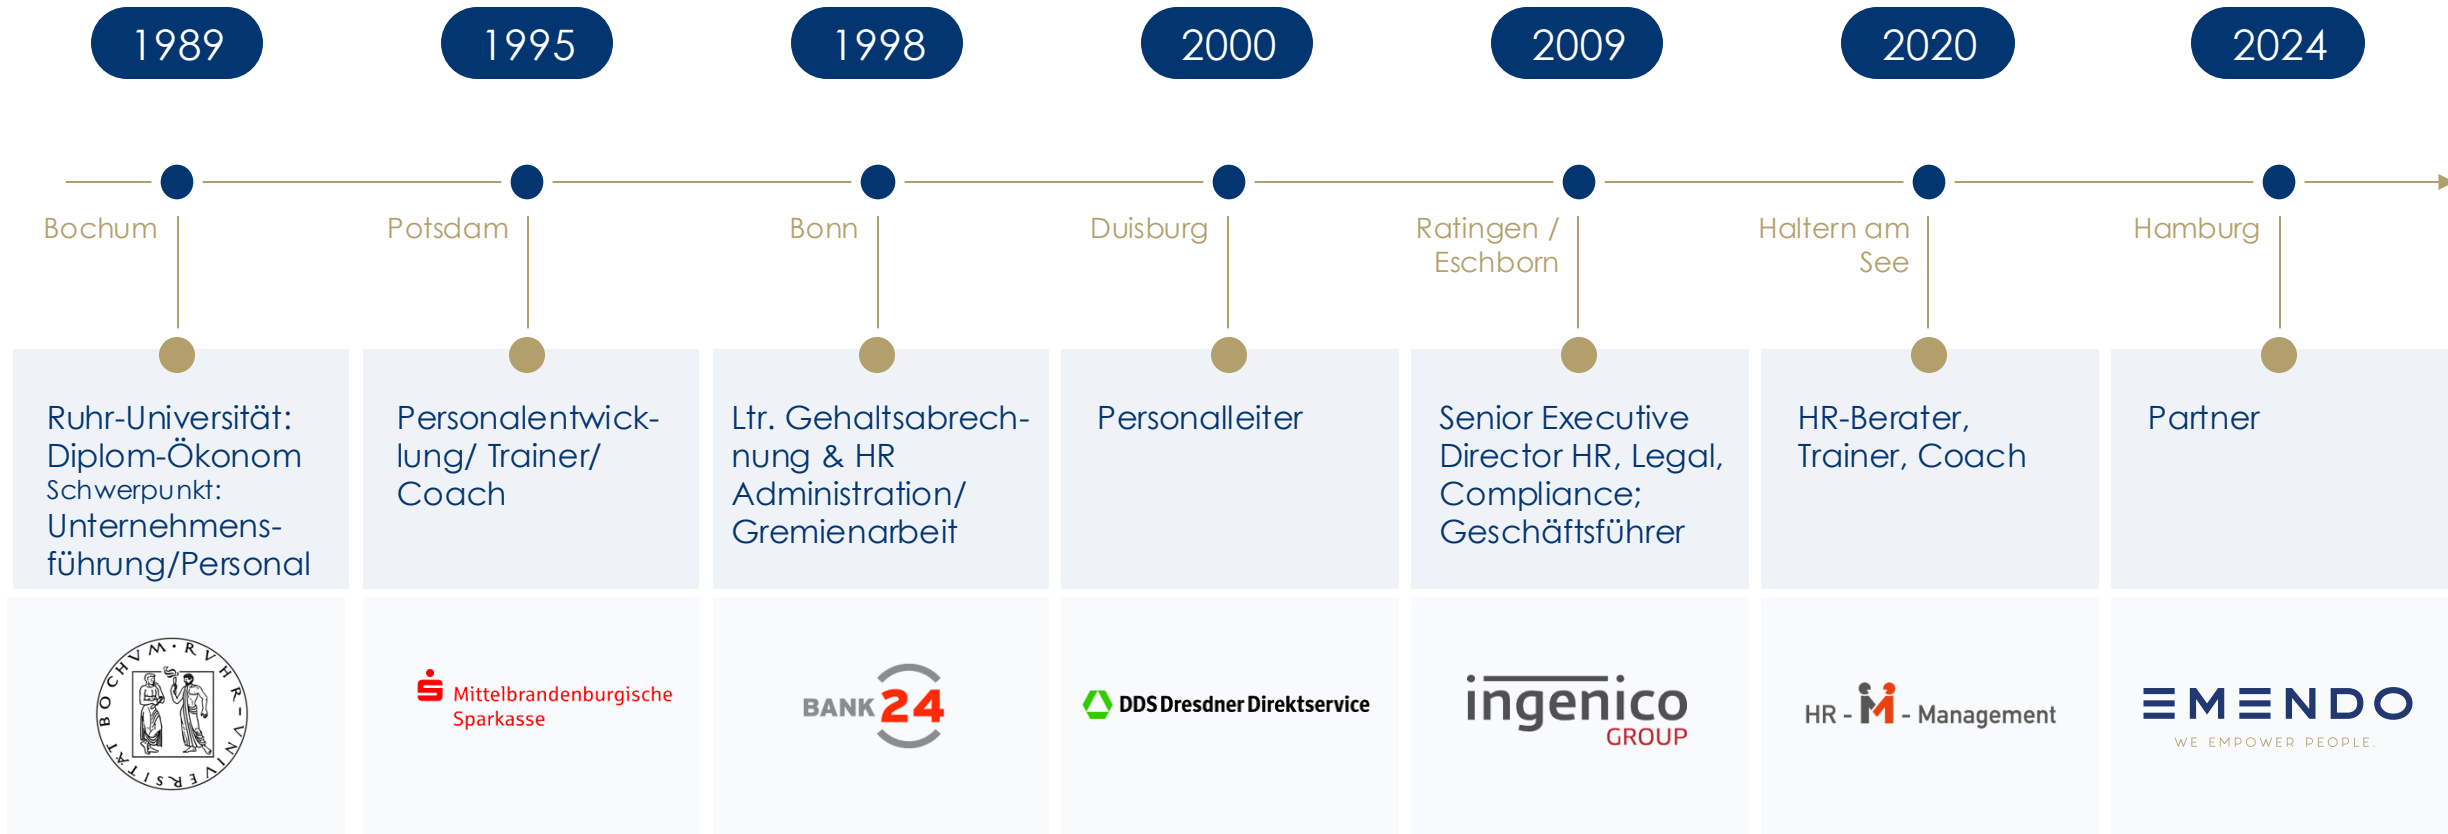 1989
1995
1998
2000
2009
2020
2024
Bochum
Potsdam
Bonn
Duisburg
Ratingen /
Eschborn
Haltern am
See
Hamburg
Ruhr-Universität:
Diplom-Ökonom
Schwerpunkt:
Unternehmens-
führung/Personal
Personalentwick-
lung/ Trainer/
Coach
Ltr. Gehaltsabrech-
nung & HR
Administration/
Gremienarbeit
Personalleiter
Senior Executive
Director HR, Legal,
Compliance;
Geschäftsführer
HR-Berater,
Trainer, Coach
Partner
RVHR-VNIVERSITÄT BOCHVM
Mittelbrandenburgische
Sparkasse
BANK 24
DDS Dresdner Direktservice
ingenico
GROUP
HR - M - Management
EMENDO
WE EMPOWER PEOPLE.